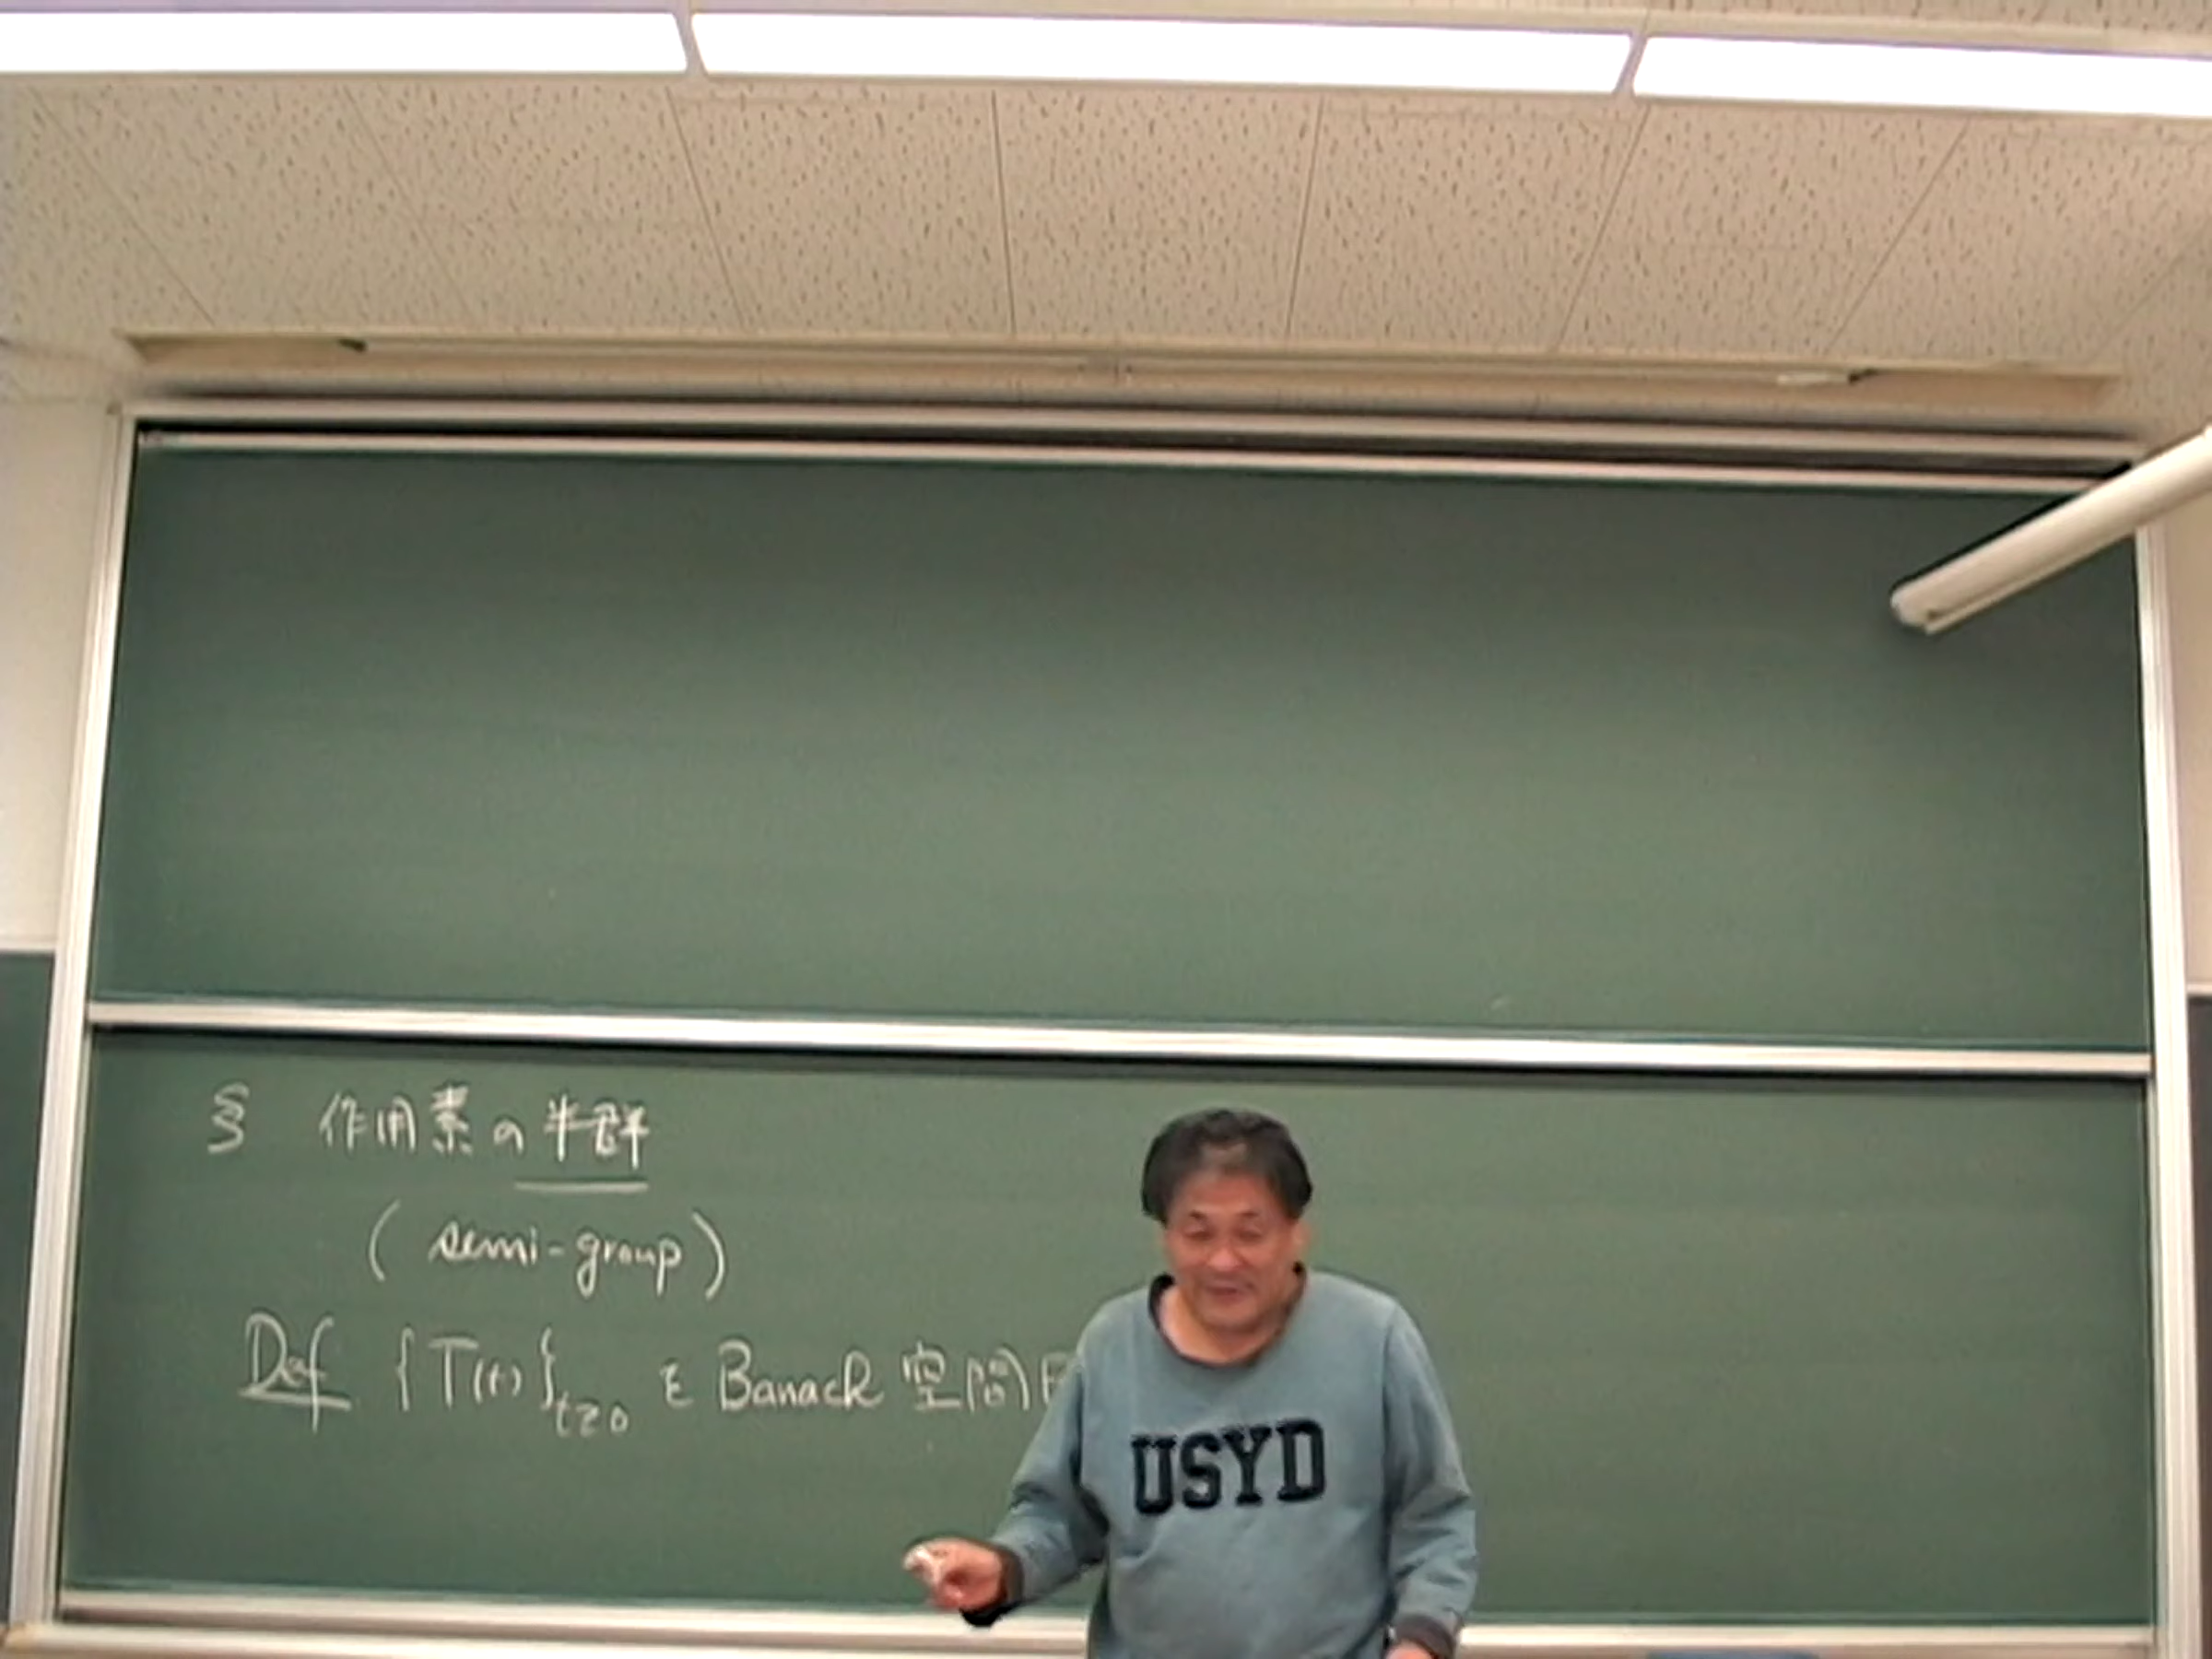 § 作用素の半群
(semi-group)
Def {T(t)}t≥0 を Banach 空間 E
USYD